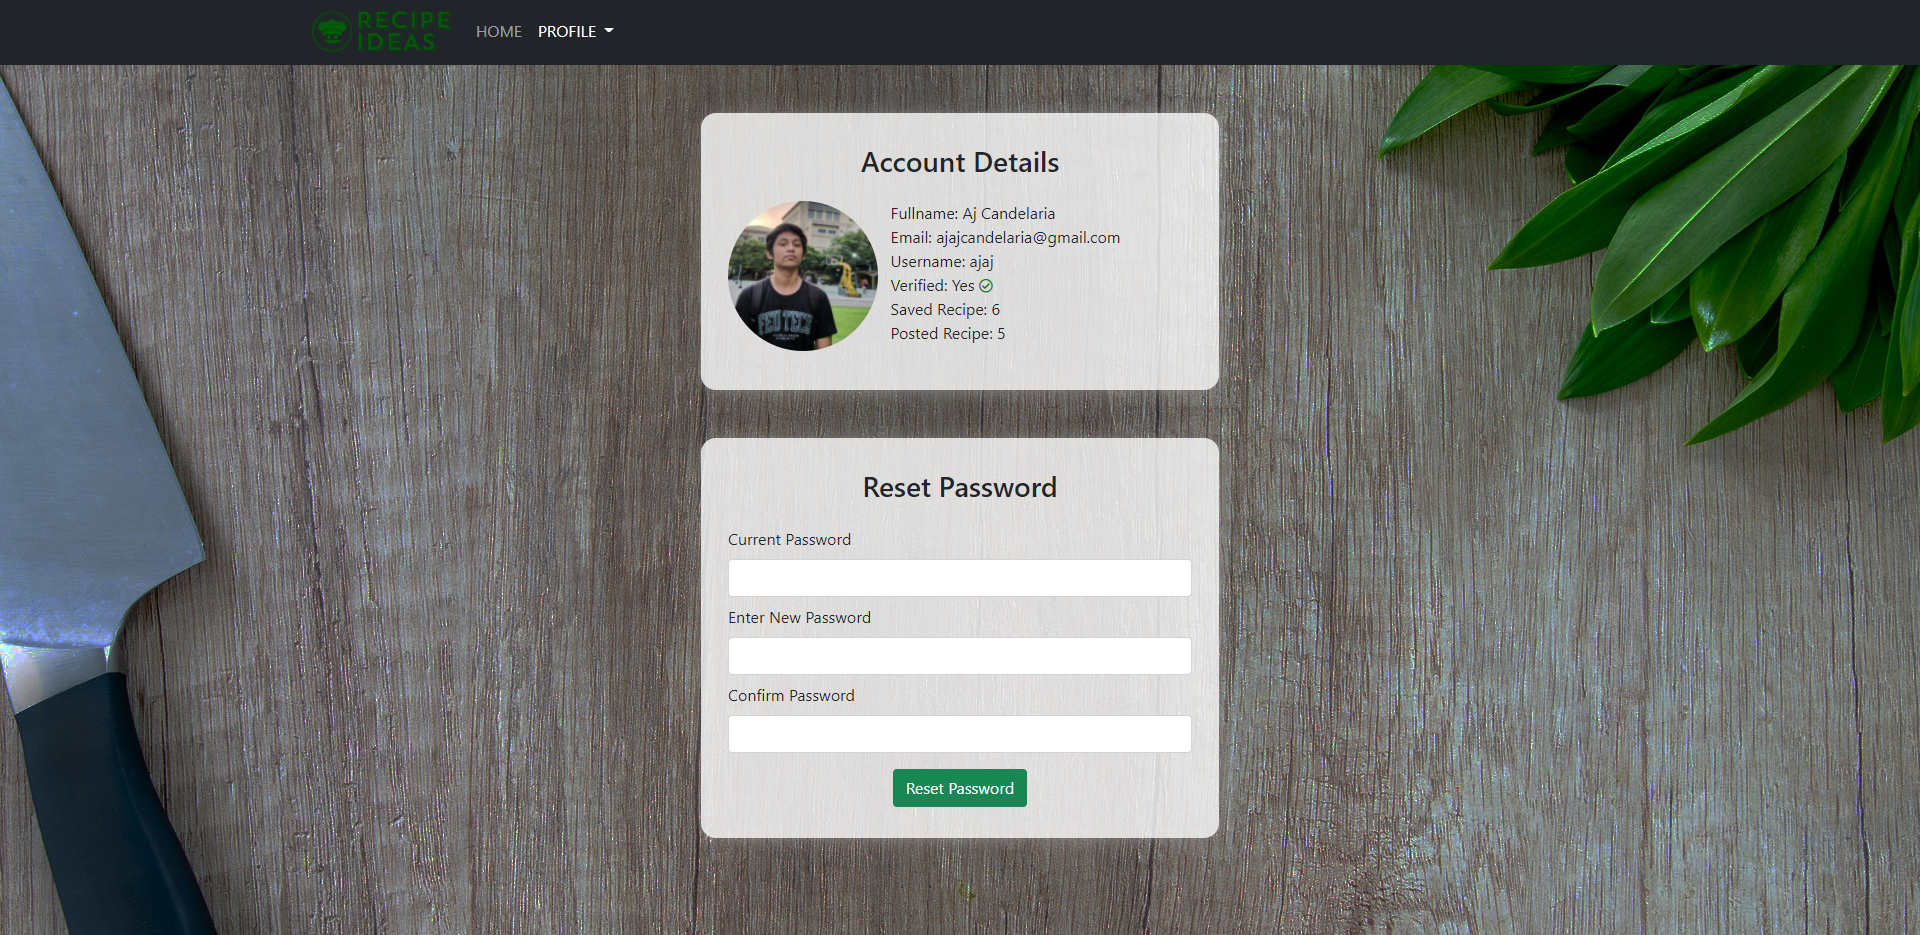 RECIPE
IDEAS
HOME
PROFILE
Account Details
Fullname: Aj Candelaria
Email: ajajcandelaria@gmail.com
Username: ajaj
Verified: Yes
Saved Recipe: 6
Posted Recipe: 5
FEU TECH
Reset Password
Current Password
Enter New Password
Confirm Password
Reset Password